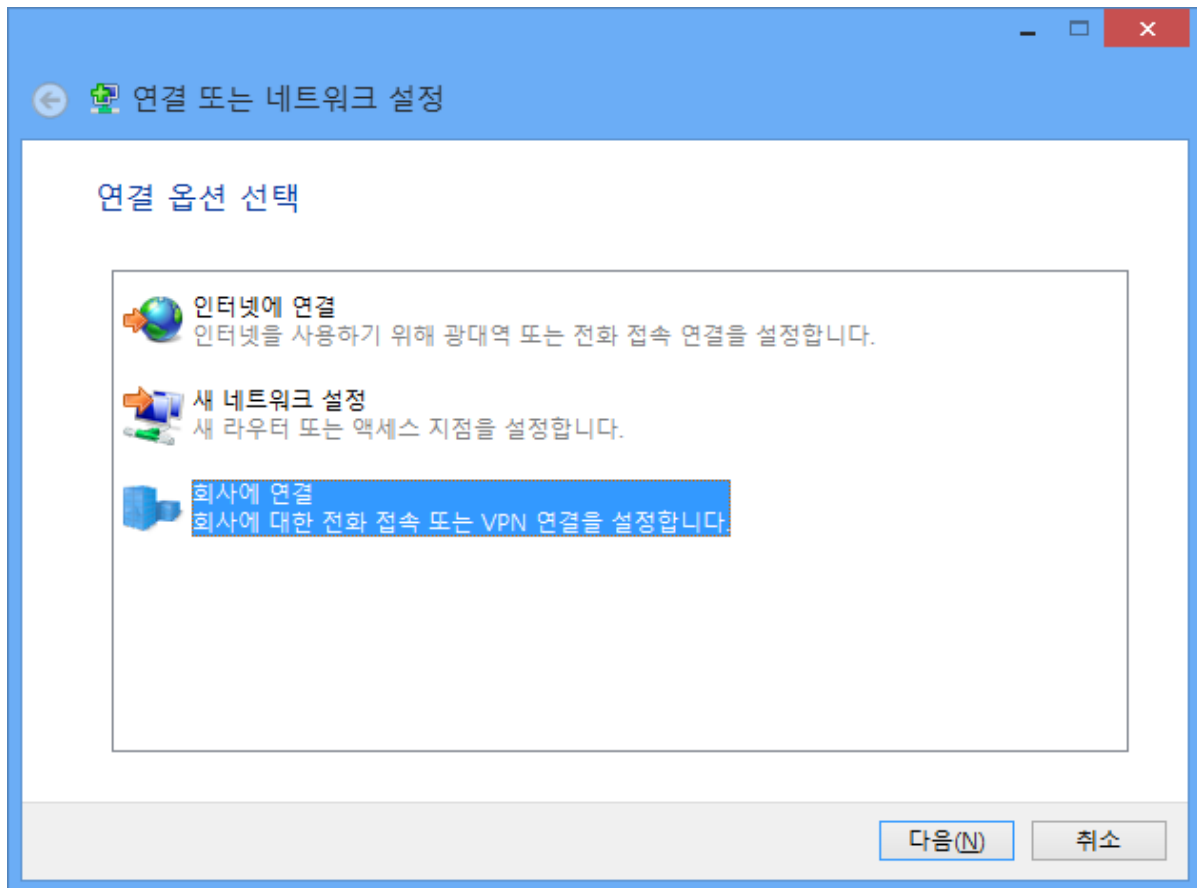 연결 또는 네트워크 설정
연결 옵션 선택
인터넷에 연결
인터넷을 사용하기 위해 광대역 또는 전화 접속 연결을 설정합니다.
새 네트워크 설정
새 라우터 또는 액세스 지점을 설정합니다.
회사에 연결
회사에 대한 전화 접속 또는 VPN 연결을 설정합니다.
다음(N) 취소